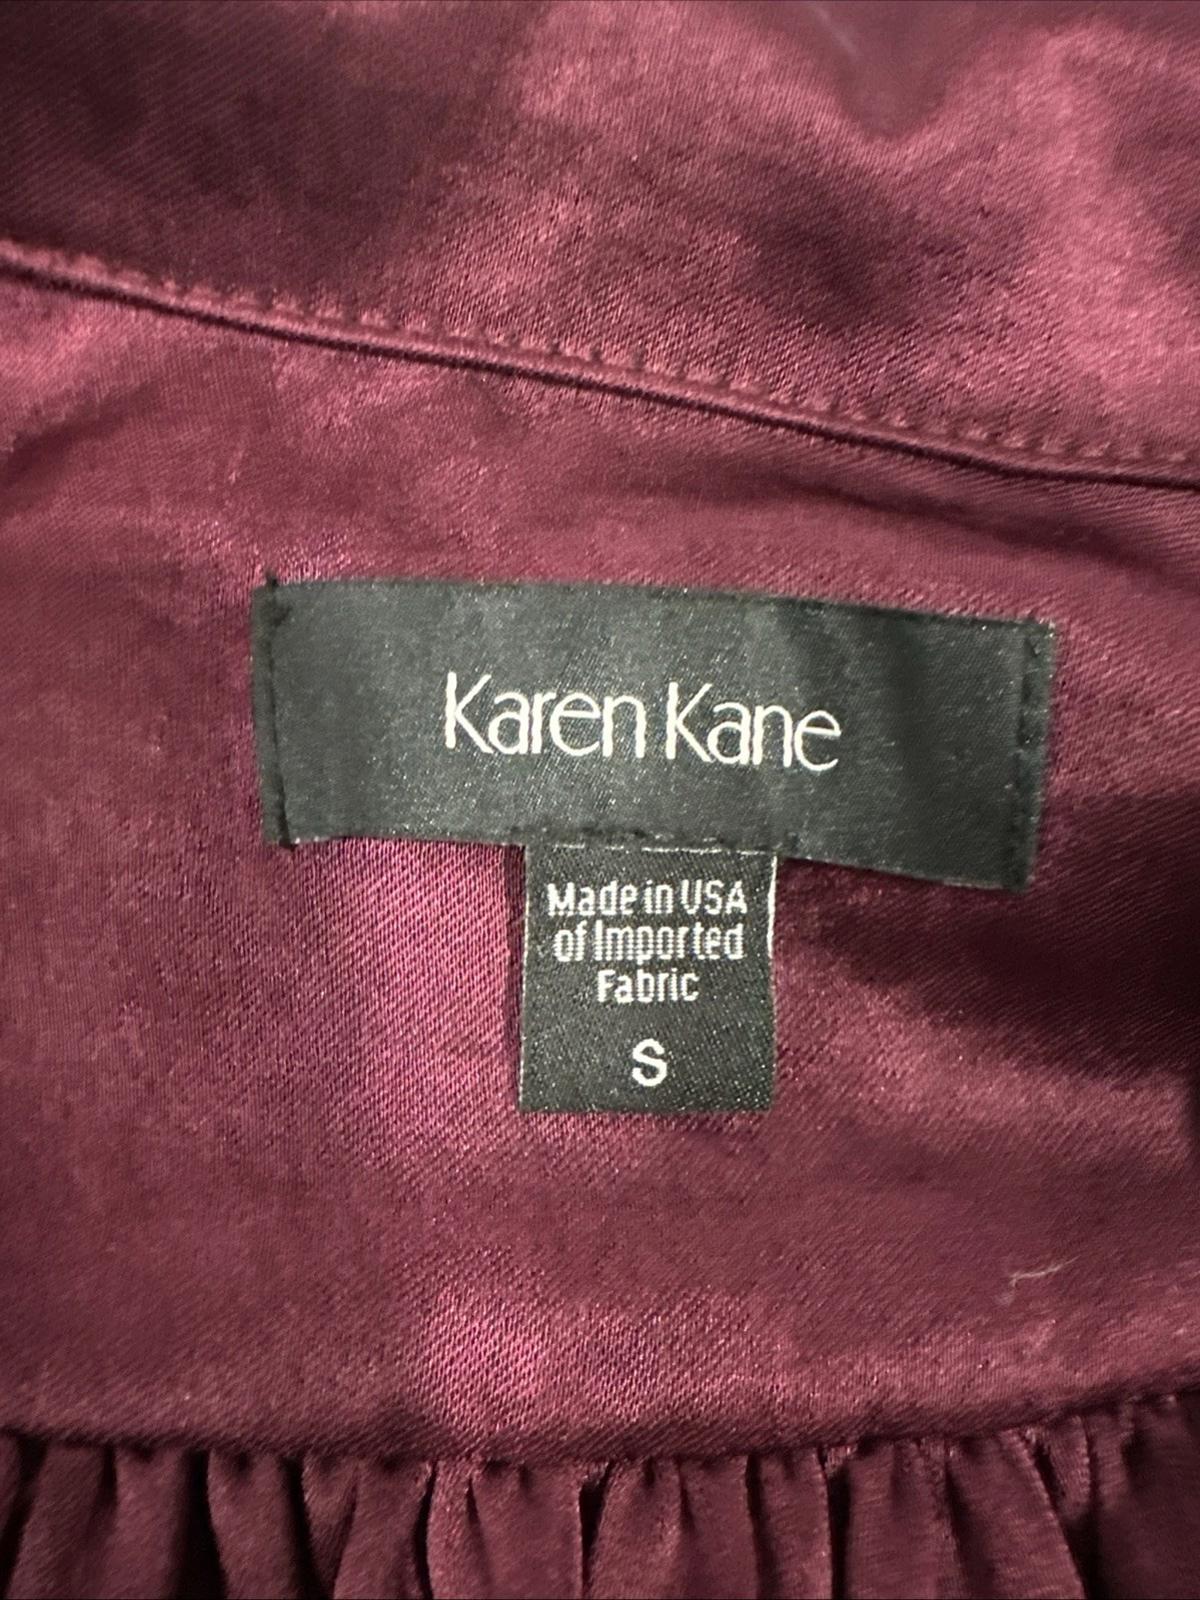 Karen Kane
Made in USA
of Imported
Fabric
S